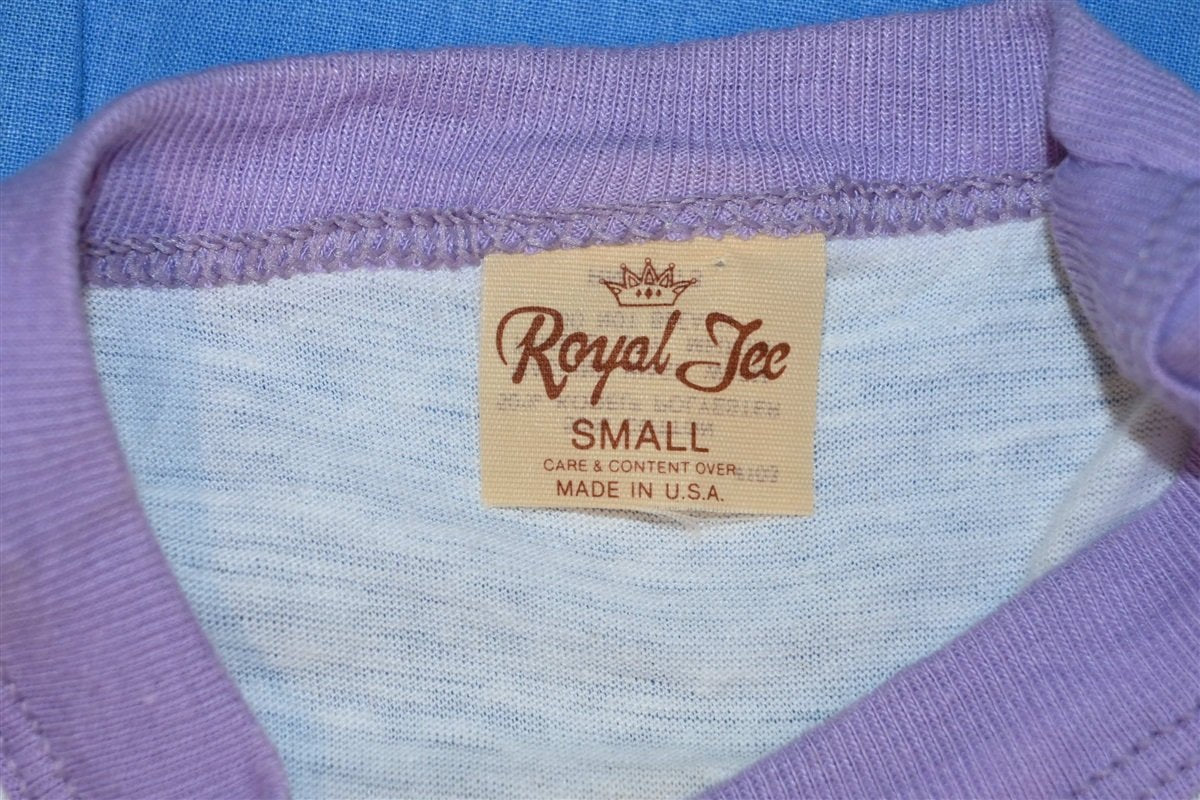 Royal Tee
SMALL
CARE & CONTENT OVER
MADE IN U.S.A.